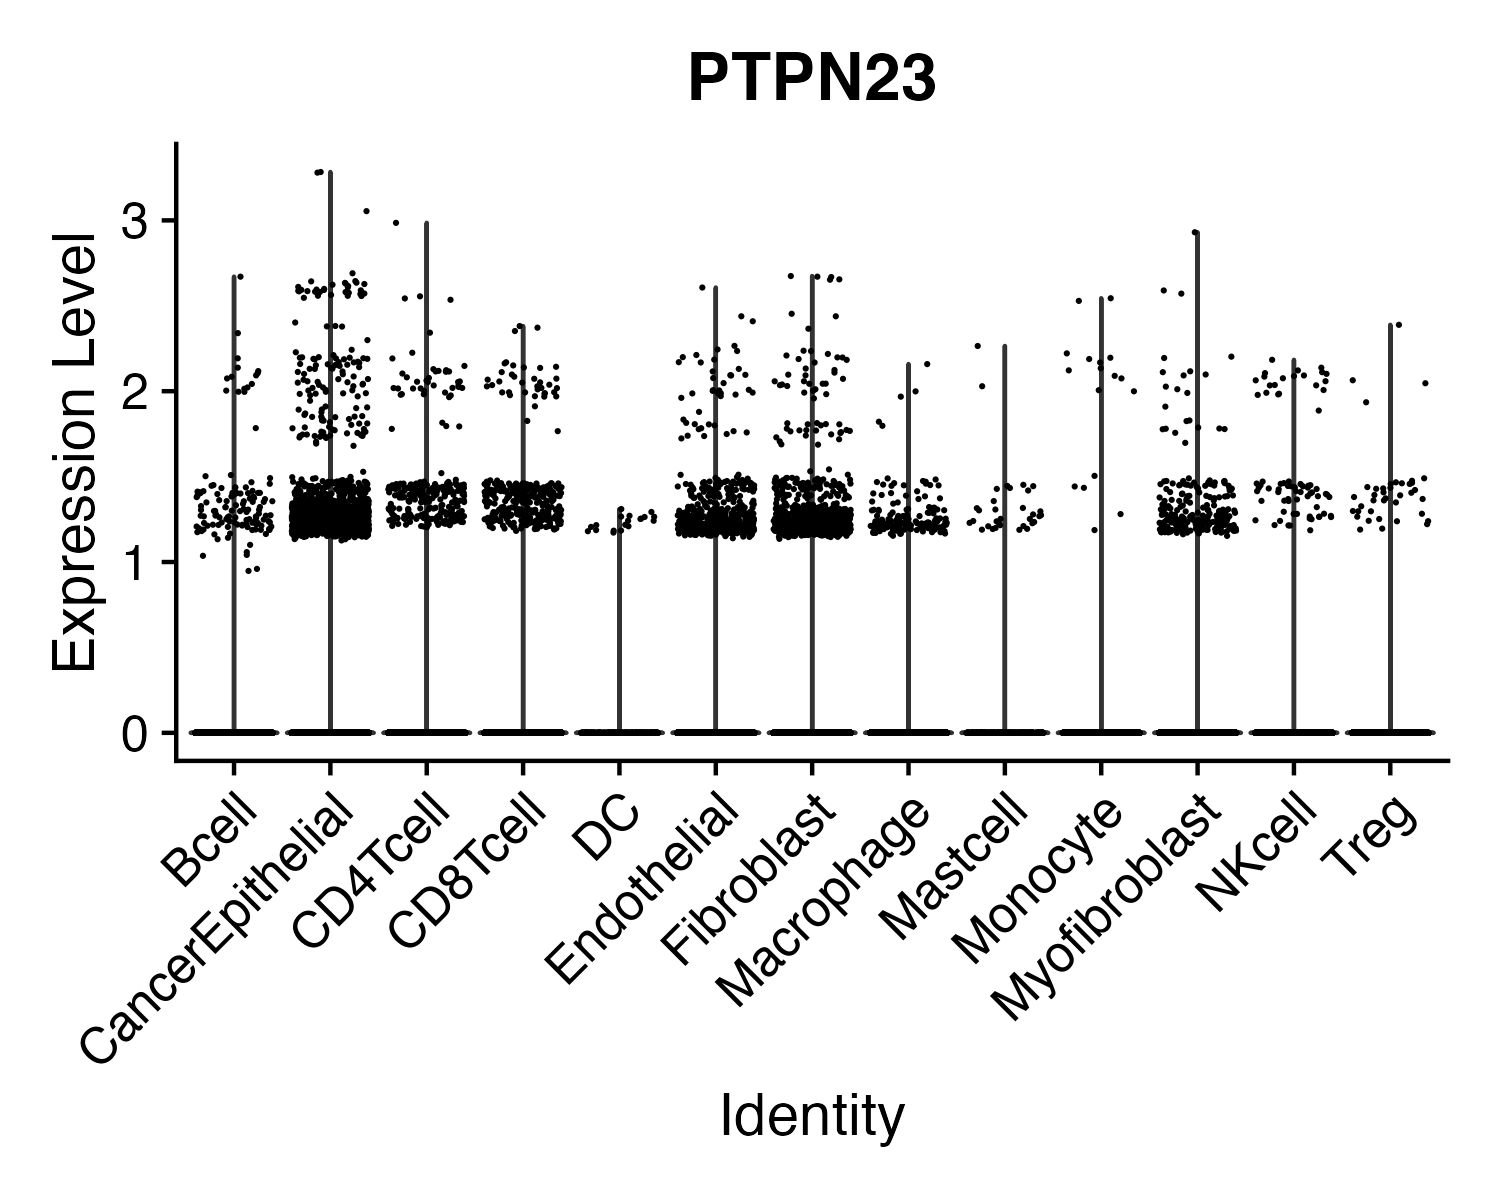 PTPN23
Expression Level
3
2
1
0
Bcell
CancerEpithelial
CD4Tcell
CD8Tcell
DC
Endothelial
Fibroblast
Macrophage
Mastcell
Monocyte
Myofibroblast
NKcell
Treg
Identity